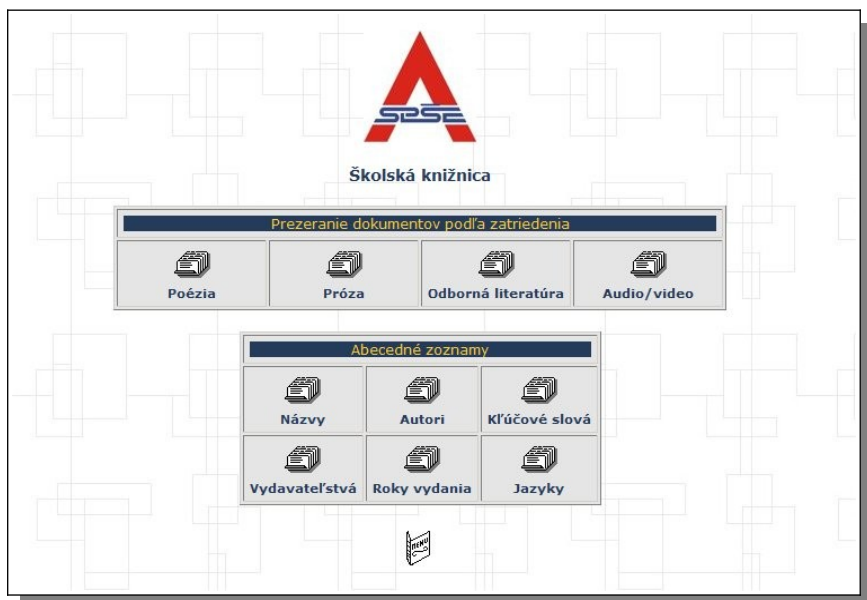 SPŠE
Školská knižnica
Prezeranie dokumentov podľa zatriedenia
Poézia Próza Odborná literatúra Audio/video
Abecedné zoznamy
Názvy Autori Kľúčové slová
Vydavateľstvá Roky vydania Jazyky
MENU